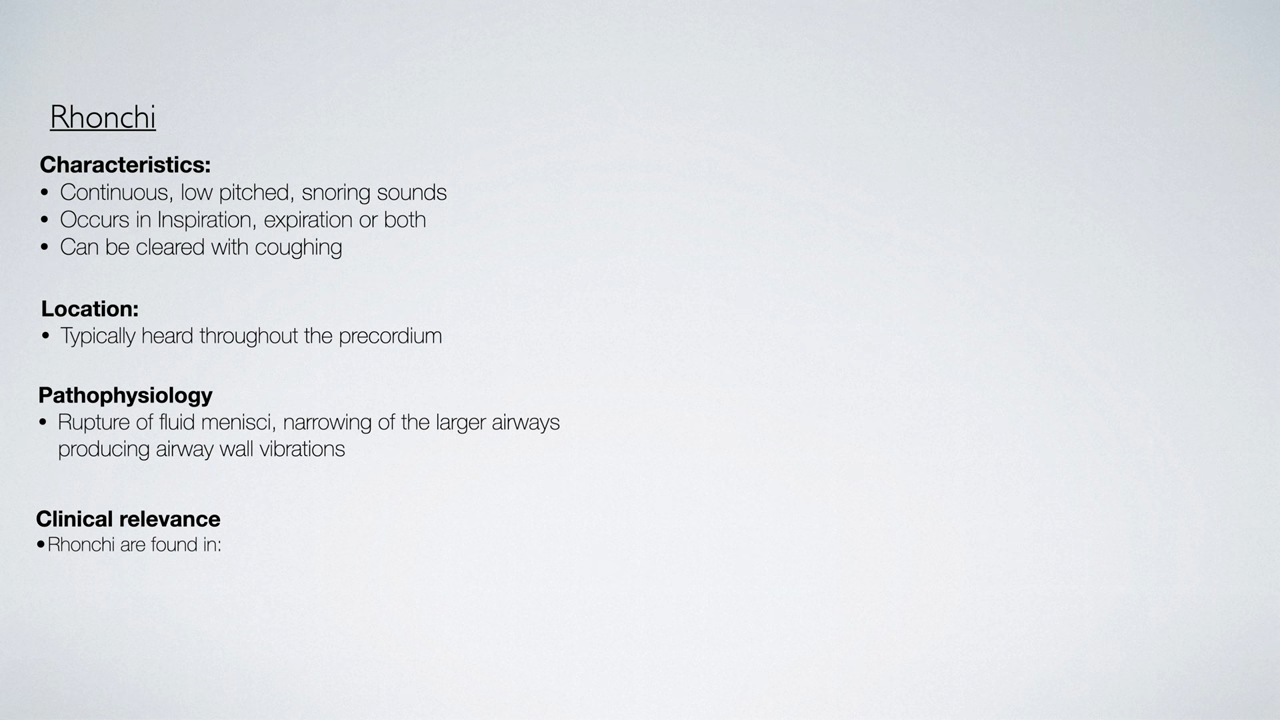 Rhonchi
Characteristics:
• Continuous, low pitched, snoring sounds
• Occurs in Inspiration, expiration or both
• Can be cleared with coughing
Location:
• Typically heard throughout the precordium
Pathophysiology
• Rupture of fluid menisci, narrowing of the larger airways
producing airway wall vibrations
Clinical relevance
• Rhonchi are found in: